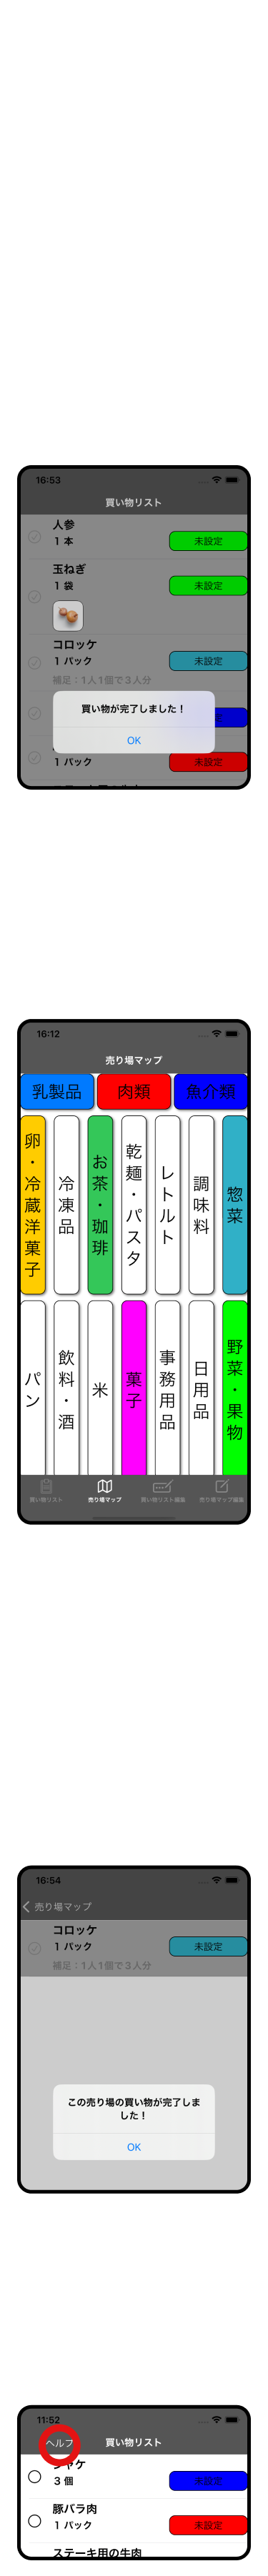 16:53
買い物リスト
人参
1 本
未設定
玉ねぎ
1 袋
未設定
コロッケ
1 パック
未設定
補足：1人1個で3人分
買い物が完了しました！
OK
1 パック
未設定
16:12
売り場マップ
乳製品
肉類
魚介類
卵・冷蔵洋菓子
冷凍品
お茶・珈琲
乾麺・パスタ
レトルト
調味料
惣菜
パン
飲料・酒
米
菓子
事務用品
日用品
野菜・果物
買い物リスト
売り場マップ
買い物リスト編集
売り場マップ編集
16:54
売り場マップ
コロッケ
1 パック
未設定
補足：1人1個で3人分
この売り場の買い物が完了しま
した！
OK
11:52
ヘルプ
買い物リスト
シャケ
3 個
未設定
豚バラ肉
1 パック
未設定
ステーキ用の牛肉